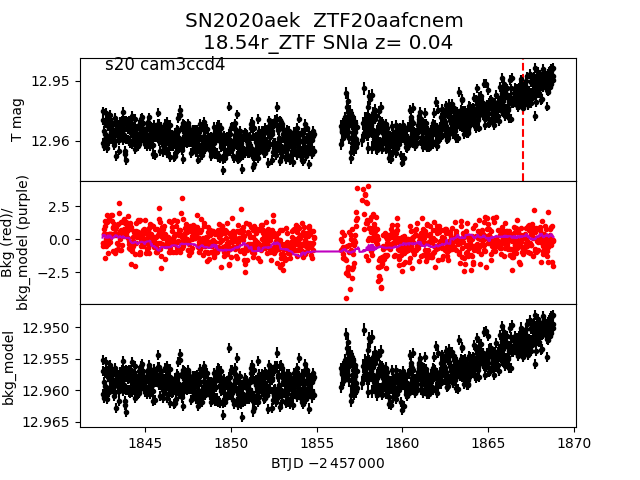 SN2020aek  ZTF20aafcnem
18.54r_ZTF SNIa z= 0.04
s20 cam3ccd4
12.95
12.96
T mag
2.5
0.0
−2.5
Bkg (red)/
bkg_model (purple)
12.950
12.955
12.960
12.965
bkg_model
1845
1850
1855
1860
1865
1870
BTJD −2 457 000